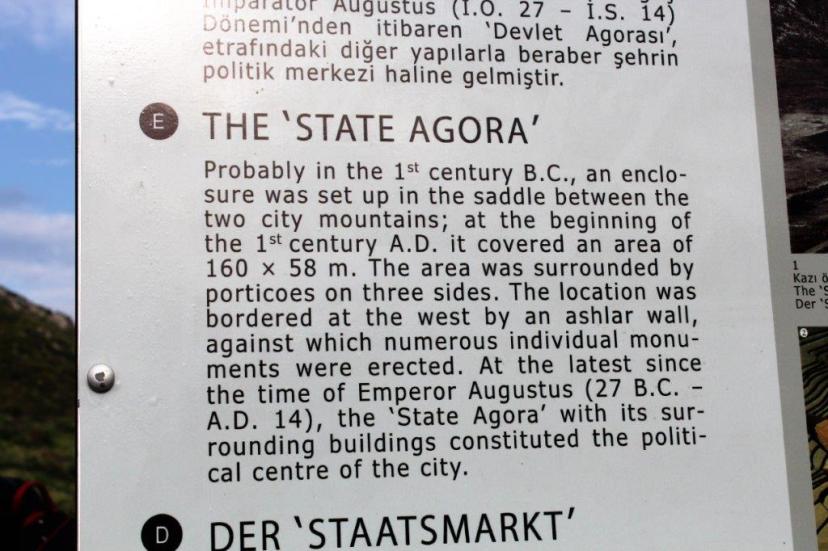 İmparator Augustus (İ.Ö. 27 – İ.S. 14)
Dönemi'nden itibaren 'Devlet Agorası',
etrafındaki diğer yapılarla beraber şehrin
politik merkezi haline gelmiştir.
E THE 'STATE AGORA'
Probably in the 1st century B.C., an enclo-
sure was set up in the saddle between the
two city mountains; at the beginning of
the 1st century A.D. it covered an area of
160 × 58 m. The area was surrounded by
porticoes on three sides. The location was
bordered at the west by an ashlar wall,
against which numerous individual monu-
ments were erected. At the latest since
the time of Emperor Augustus (27 B.C. –
A.D. 14), the 'State Agora' with its sur-
rounding buildings constituted the politi-
cal centre of the city.
D DER 'STAATSMARKT'
1
Kazı
The
Der
2